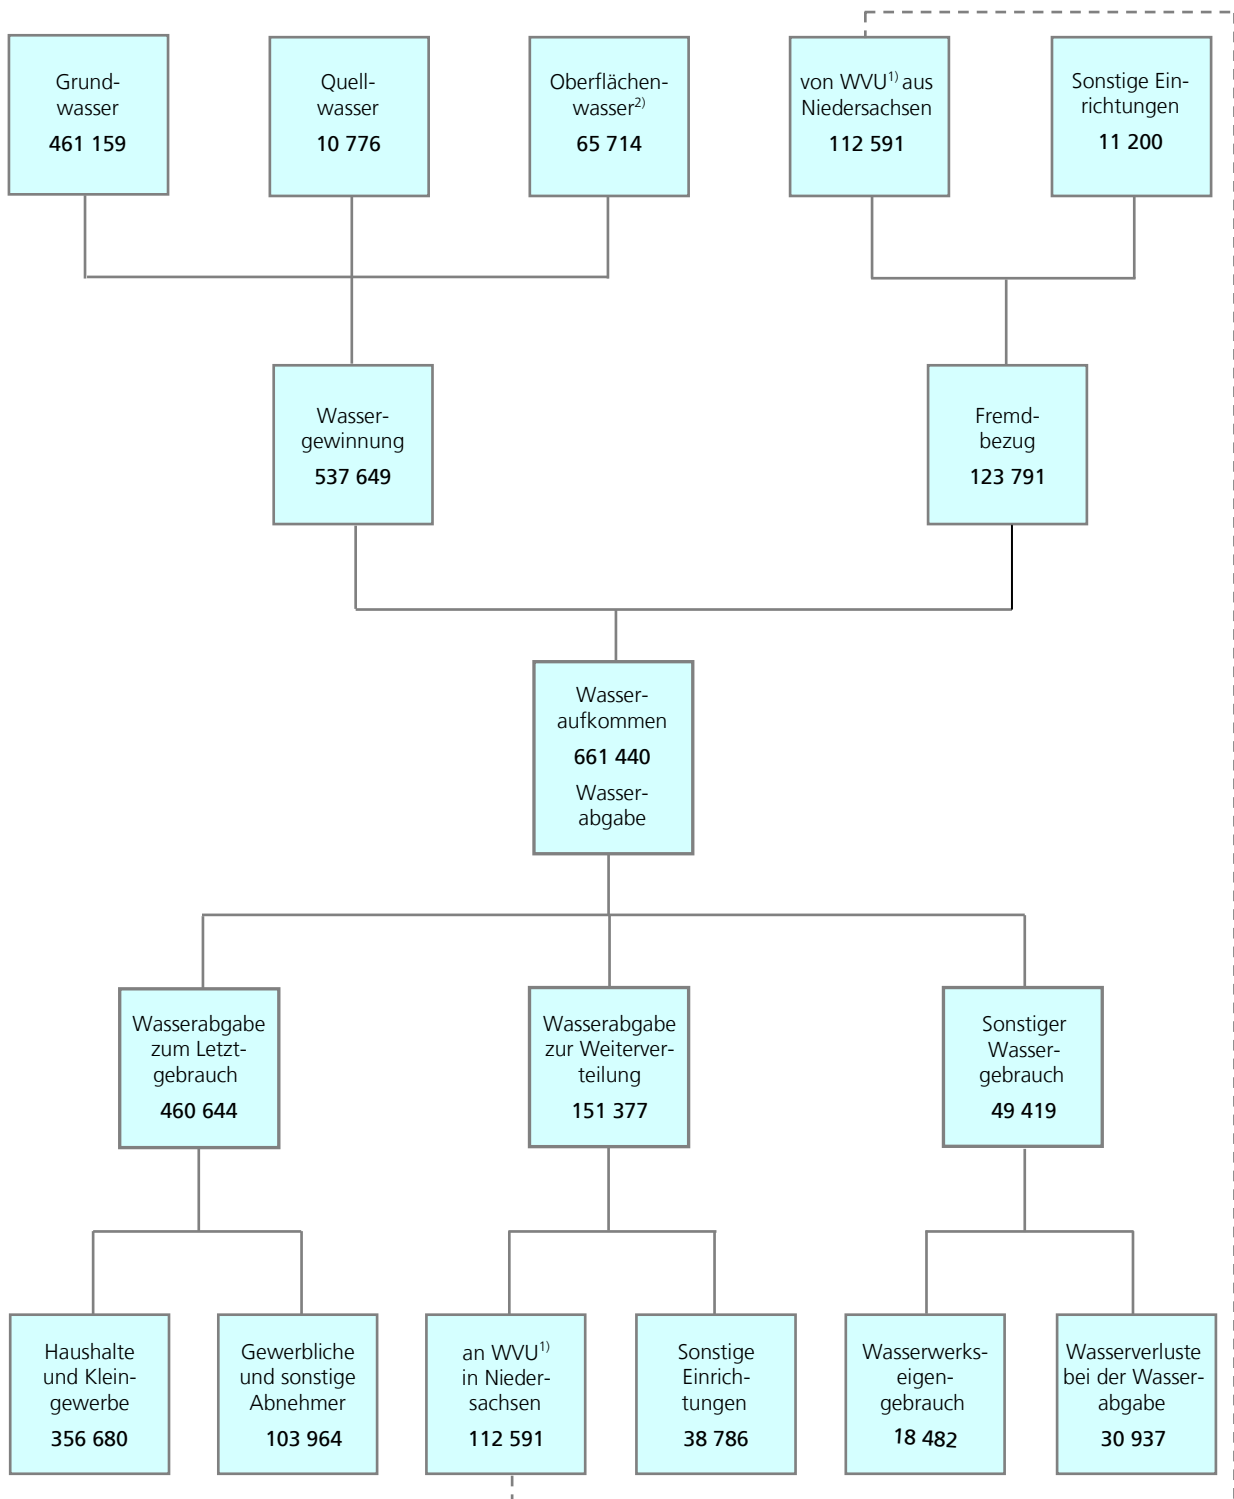 Grund-
wasser
461 159
Quell-
wasser
10 776
Oberflächen-
wasser2)
65 714
von WVU1) aus
Niedersachsen
112 591
Sonstige Ein-
richtungen
11 200
Wasser-
gewinnung
537 649
Fremd-
bezug
123 791
Wasser-
aufkommen
661 440
Wasser-
abgabe
Wasserabgabe
zum Letzt-
gebrauch
460 644
Wasserabgabe
zur Weiterver-
teilung
151 377
Sonstiger
Wasser-
gebrauch
49 419
Haushalte
und Klein-
gewerbe
356 680
Gewerbliche
und sonstige
Abnehmer
103 964
an WVU1)
in Nieder-
sachsen
112 591
Sonstige
Einrich-
tungen
38 786
Wasserwerks-
eigen-
gebrauch
18 482
Wasserverluste
bei der Wasser-
abgabe
30 937